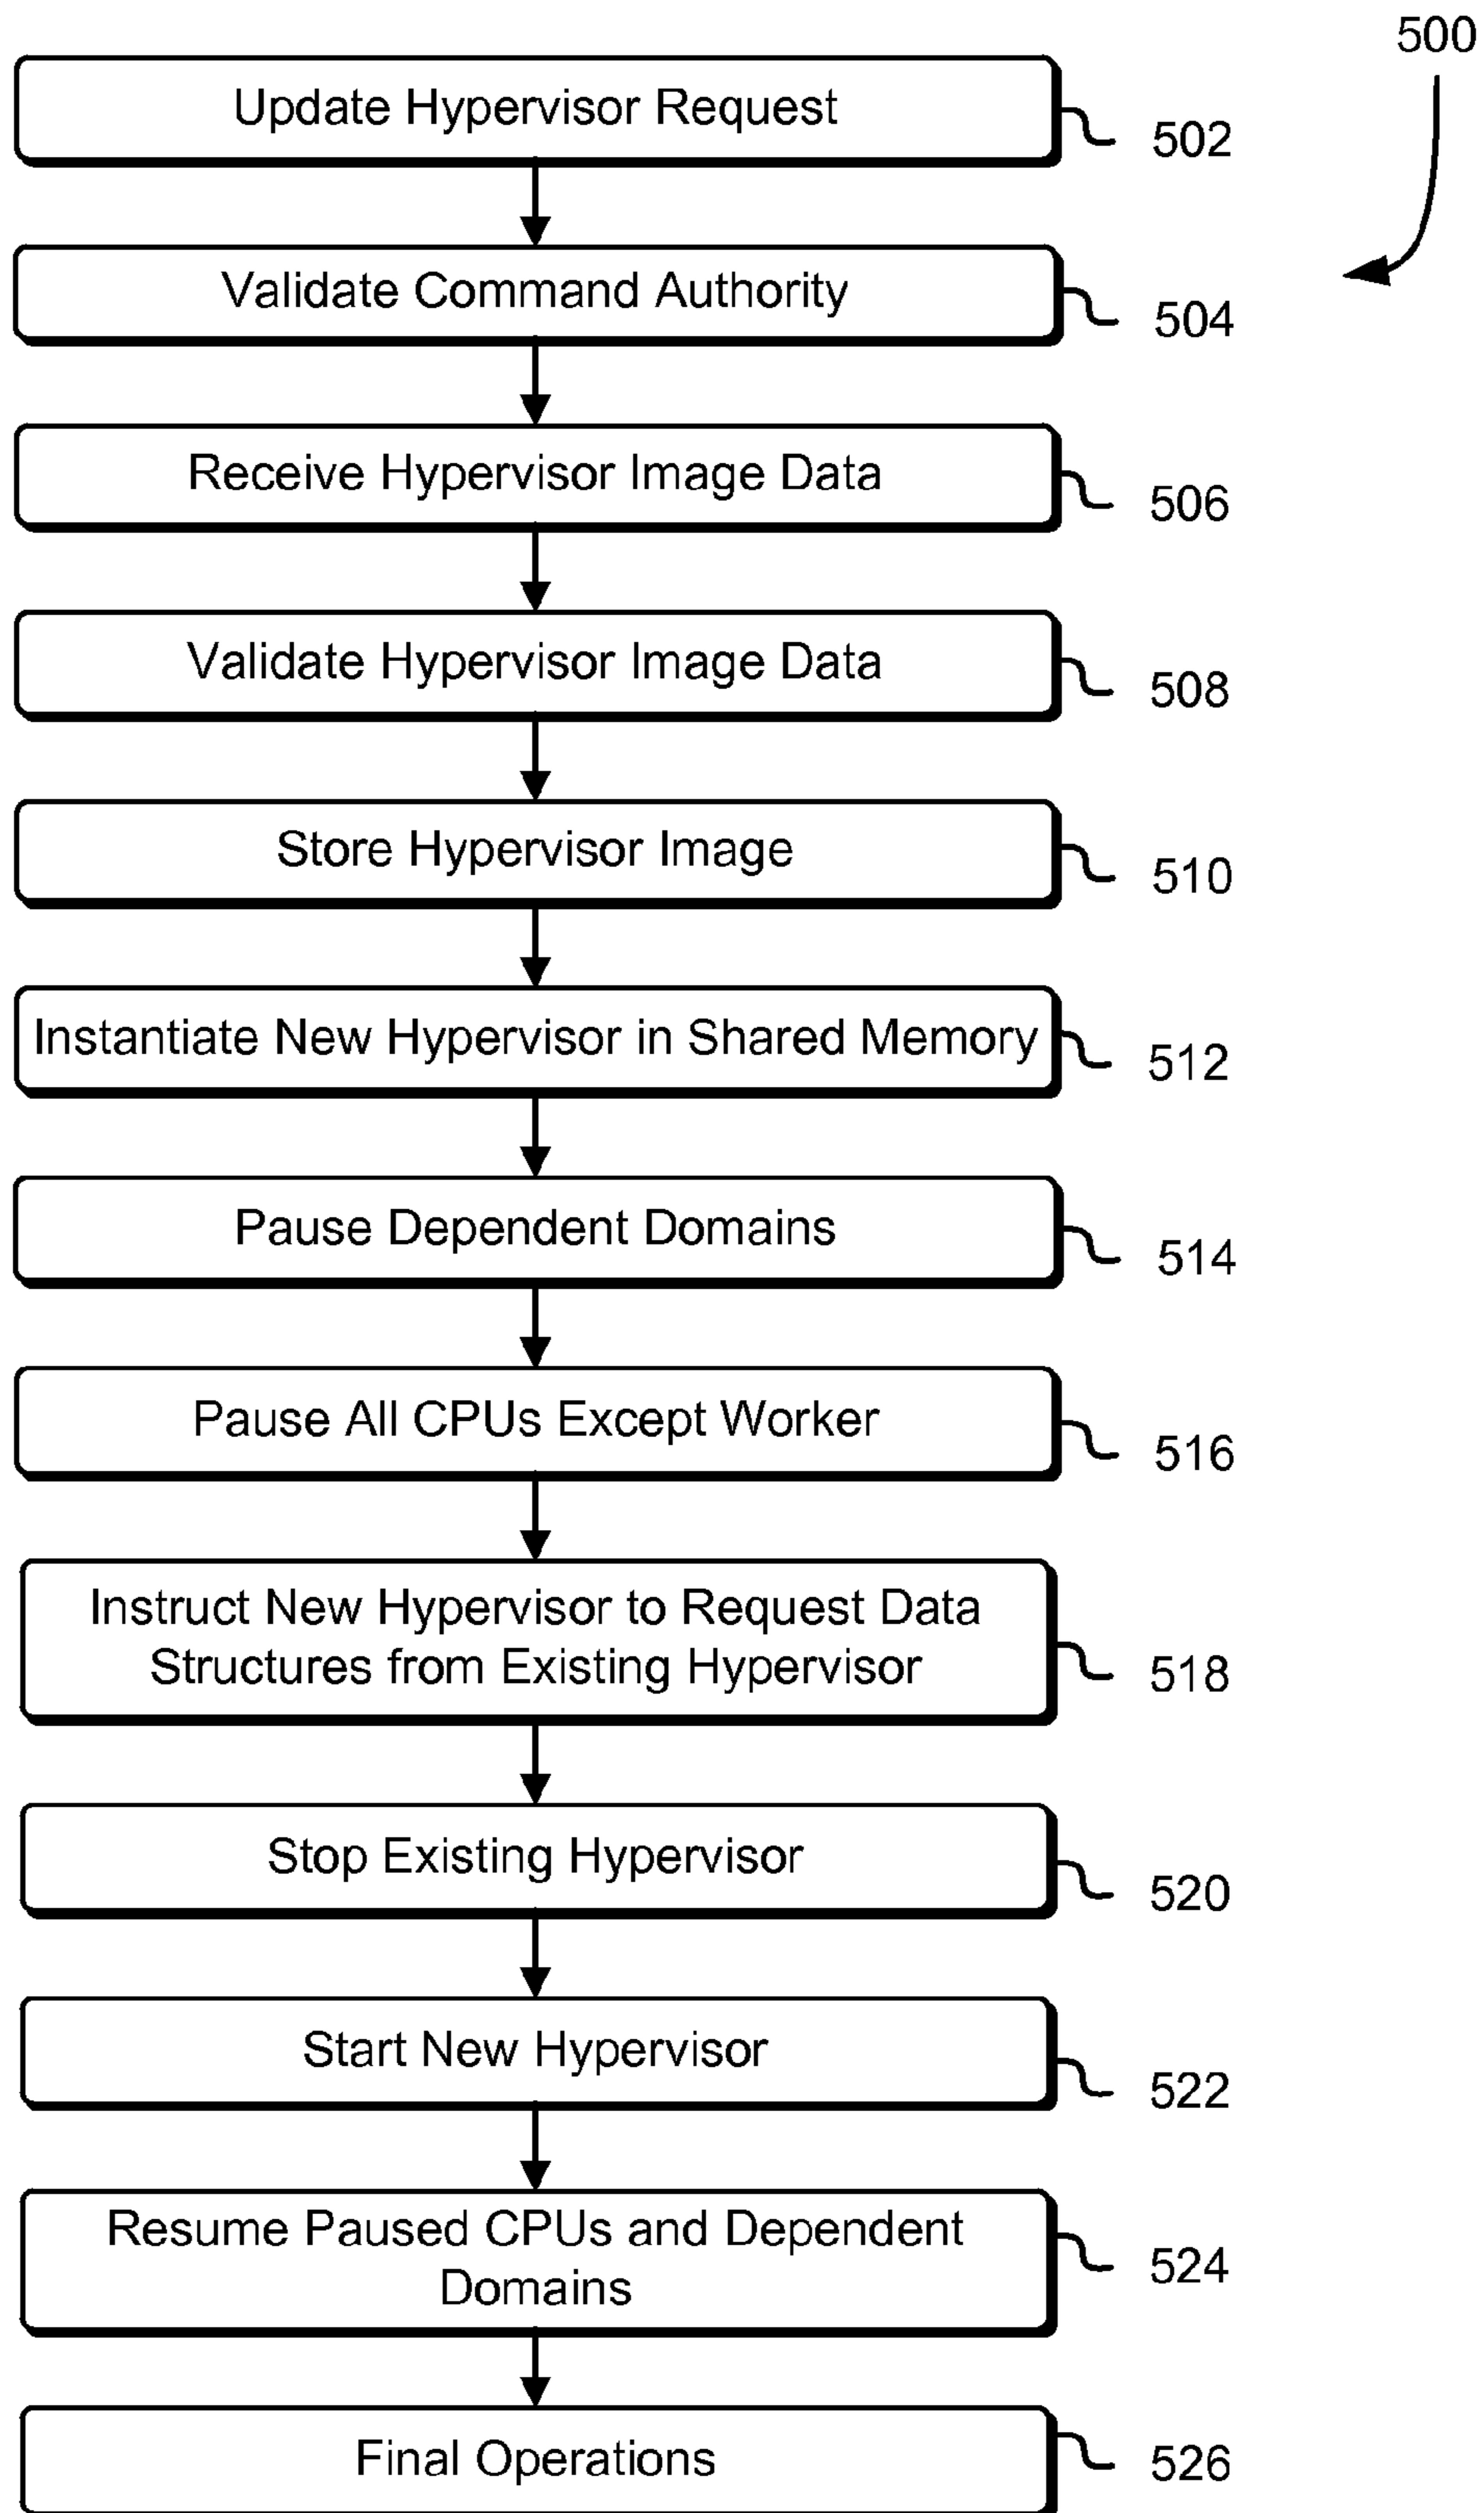 500
Update Hypervisor Request
502
Validate Command Authority
504
Receive Hypervisor Image Data
506
Validate Hypervisor Image Data
508
Store Hypervisor Image
510
Instantiate New Hypervisor in Shared Memory
512
Pause Dependent Domains
514
Pause All CPUs Except Worker
516
Instruct New Hypervisor to Request Data
Structures from Existing Hypervisor
518
Stop Existing Hypervisor
520
Start New Hypervisor
522
Resume Paused CPUs and Dependent
Domains
524
Final Operations
526